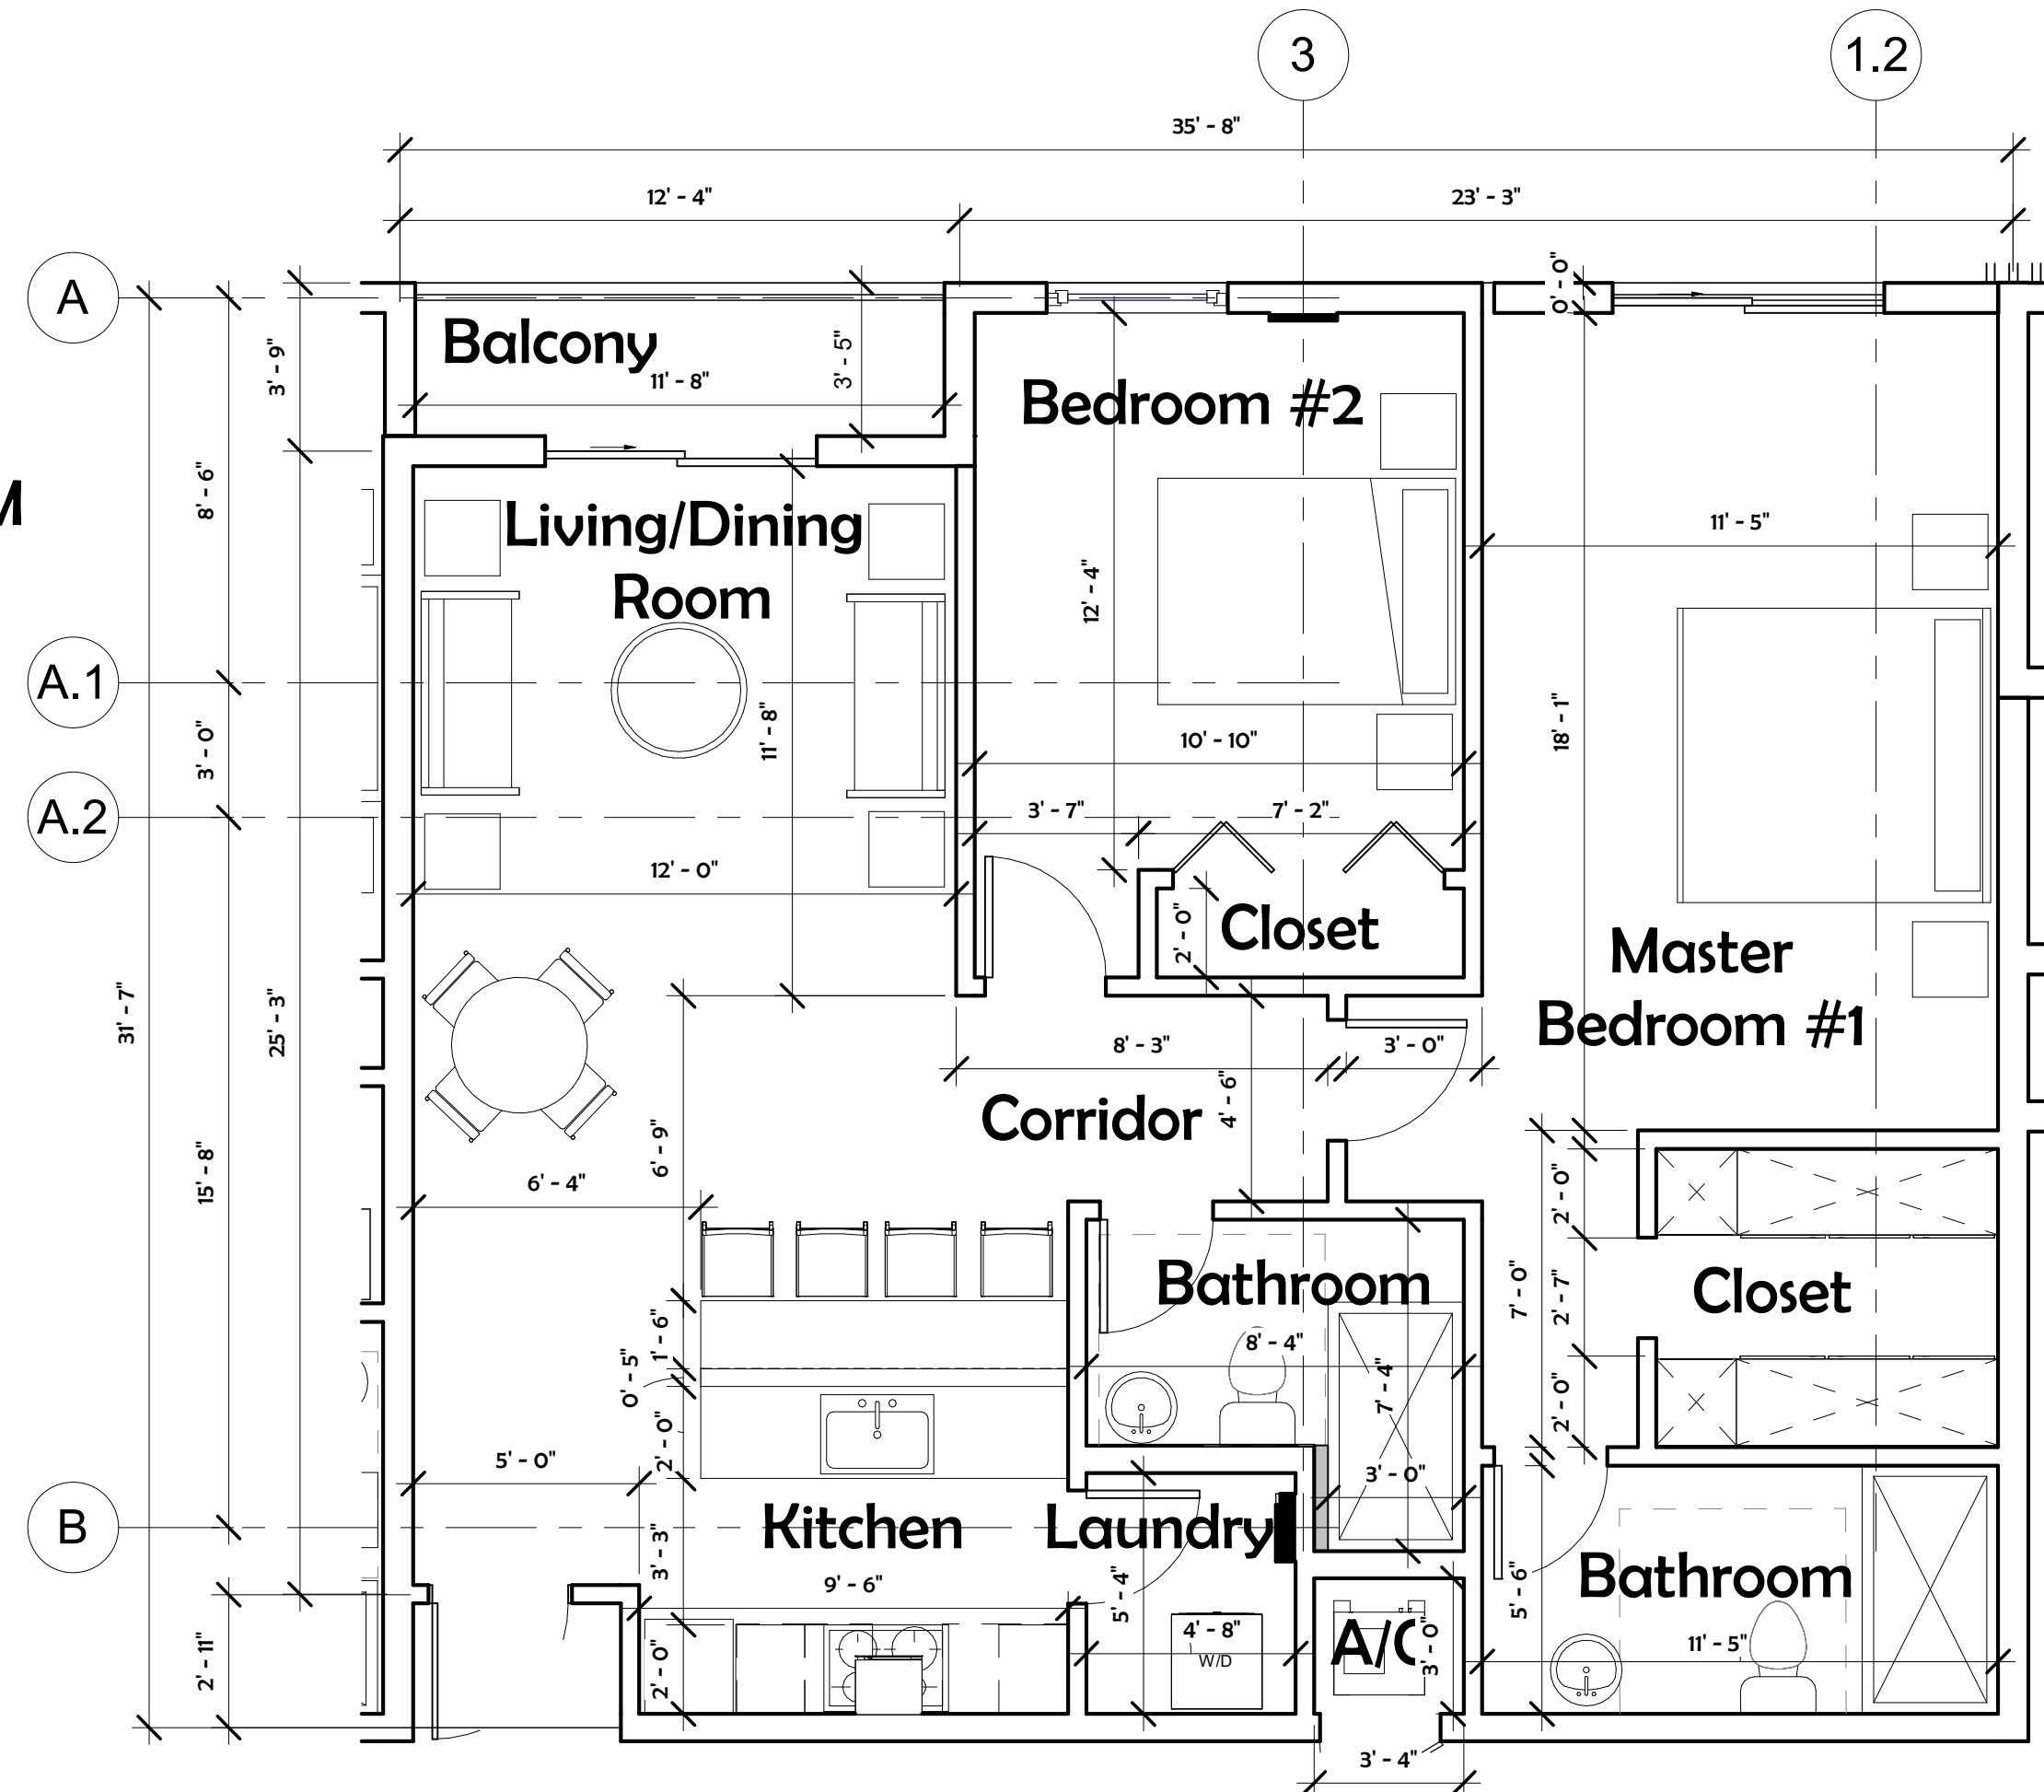 3
1.2
35' - 8"
12' - 4"
23' - 3"
A
0' - 0"
Balcony
3' - 9"
3' - 5"
11' - 8"
Bedroom #2
8' - 6"
Living/Dining
Room
11' - 5"
12' - 4"
A.1
11' - 8"
18' - 1"
3' - 0"
10' - 10"
A.2
3' - 7"
7' - 2"
12' - 0"
2' - 0"
Closet
Master
Bedroom #1
31' - 7"
25' - 3"
8' - 3"
3' - 0"
Corridor
4' - 6"
15' - 8"
6' - 9"
6' - 4"
2' - 0"
Bathroom
Closet
7' - 0"
2' - 7"
1' - 6"
8' - 4"
0' - 5"
7' - 4"
2' - 0"
2' - 0"
5' - 0"
3' - 0"
B
Kitchen
Laundry
3' - 3"
9' - 6"
5' - 4"
5' - 6"
Bathroom
2' - 11"
2' - 0"
4' - 8"
W/D
A/C
3' - 0"
11' - 5"
3' - 4"